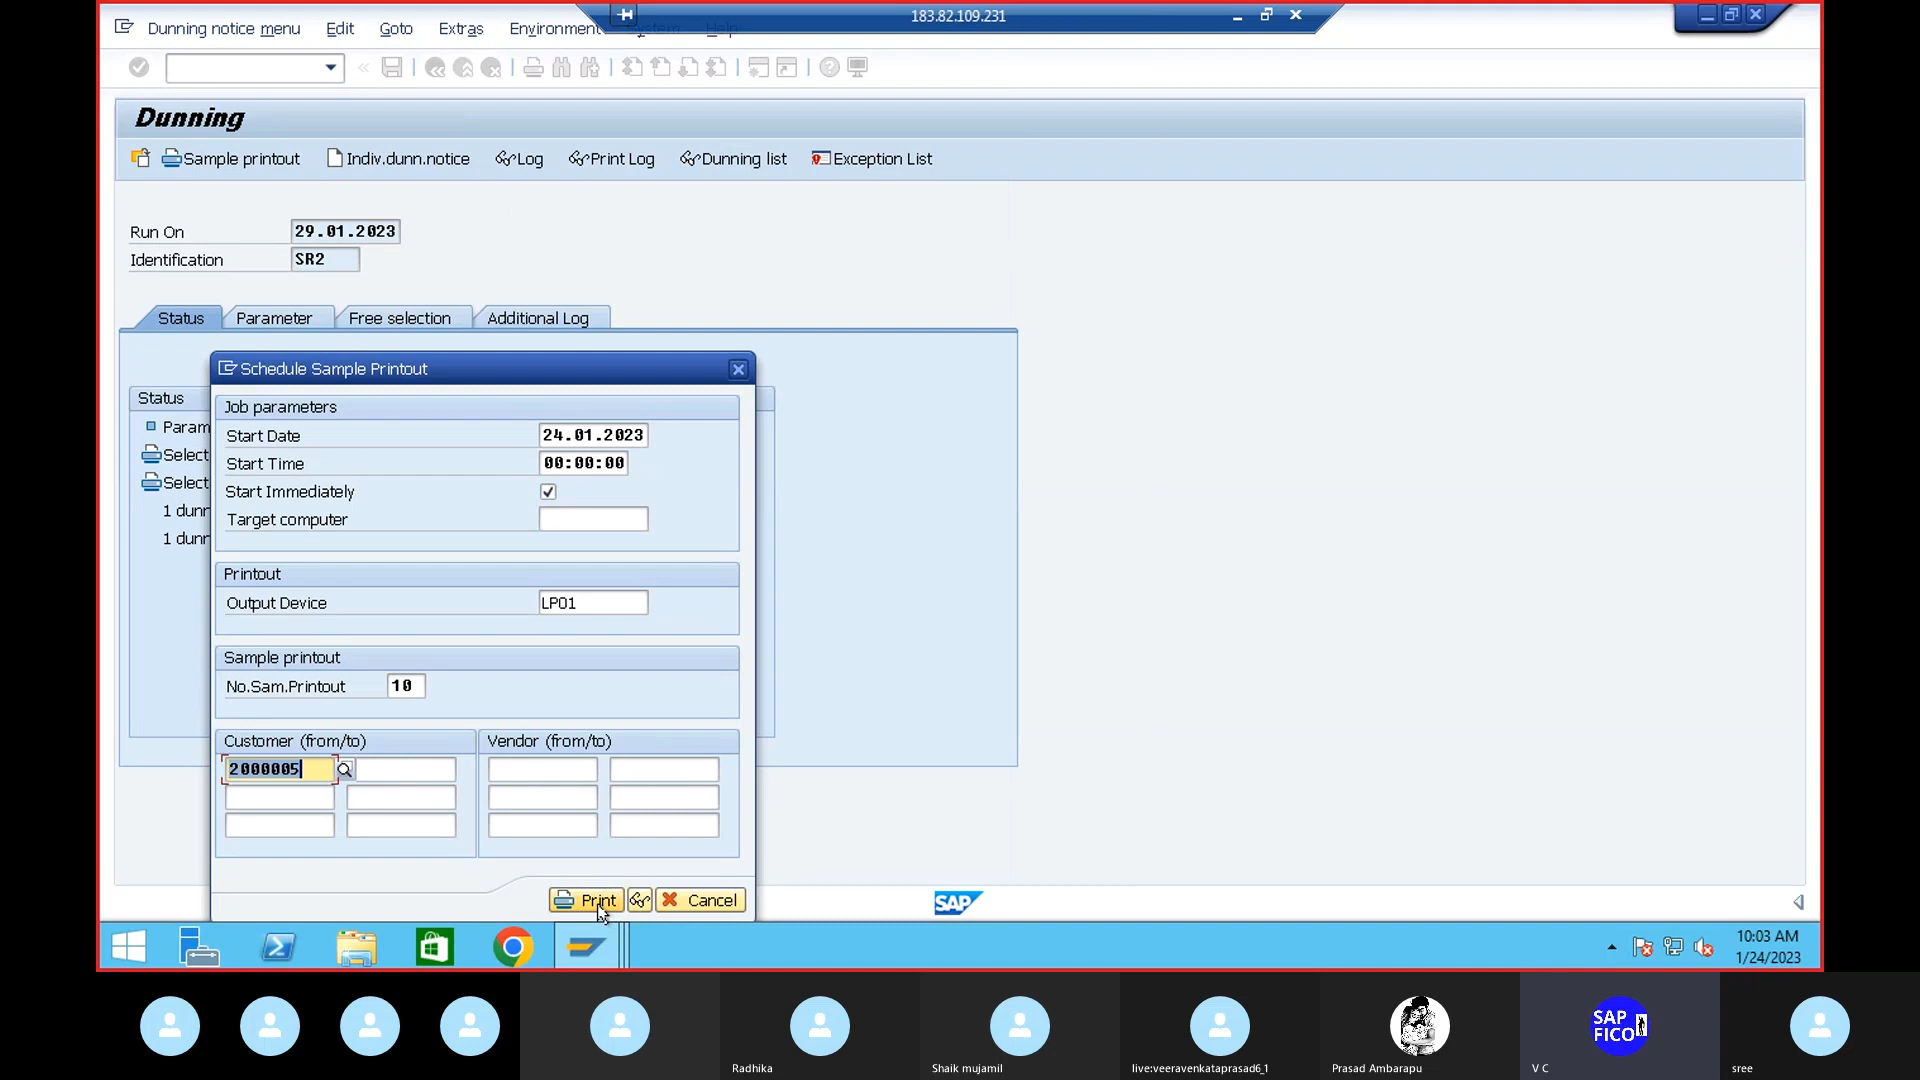 183.82.109.231
Dunning notice menu Edit Goto Extras Environment System Help
Dunning
Sample printout Indiv.dunn.notice Log Print Log Dunning list Exception List
Run On 29.01.2023
Identification SR2
Status Parameter Free selection Additional Log
Schedule Sample Printout
Status
Job parameters
Param
Start Date 24.01.2023
Select
Start Time 00:00:00
Select
Start Immediately
1 dunr
Target computer
1 dunr
Printout
Output Device LP01
Sample printout
No.Sam.Printout 10
Customer (from/to) Vendor (from/to)
2000005
Print Cancel
SAP
10:03 AM
1/24/2023
SAP
FICO
Radhika Shaik mujamil live:veeravenkataprasad6_1 Prasad Ambarapu V C sree